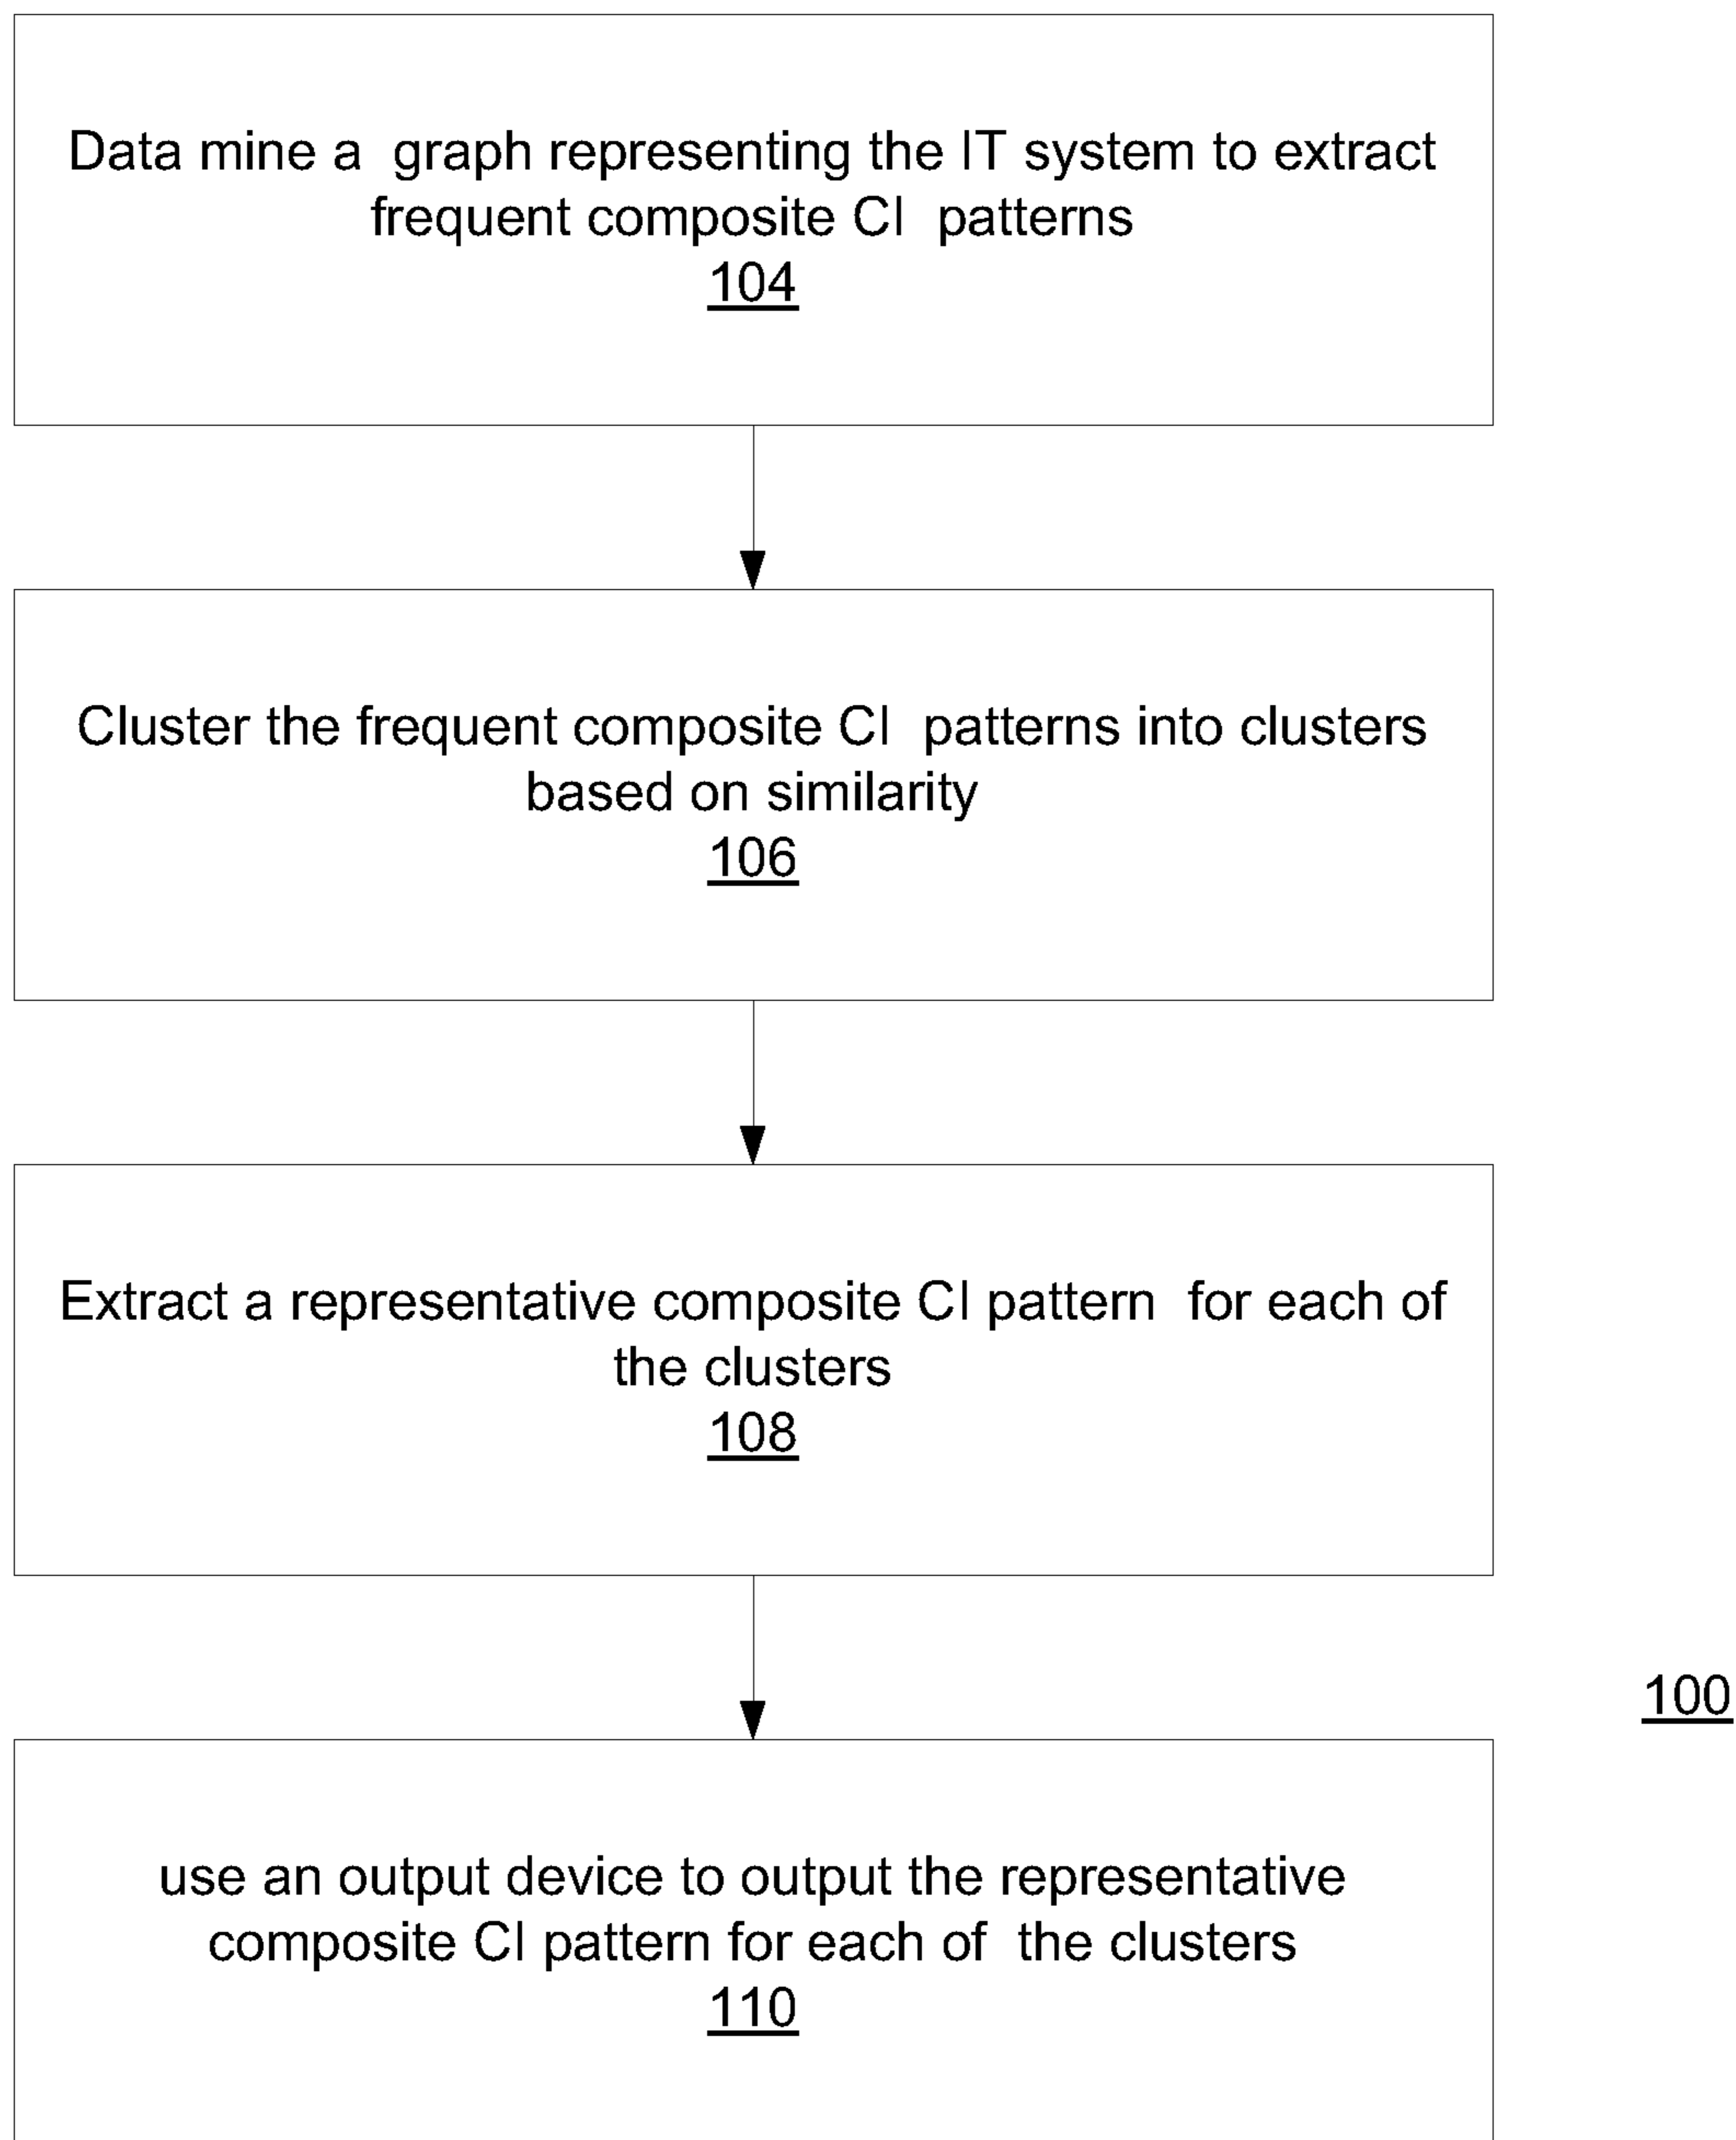 Data mine a graph representing the IT system to extract
frequent composite CI patterns
104
Cluster the frequent composite CI patterns into clusters
based on similarity
106
Extract a representative composite CI pattern for each of
the clusters
108
100
use an output device to output the representative
composite CI pattern for each of the clusters
110